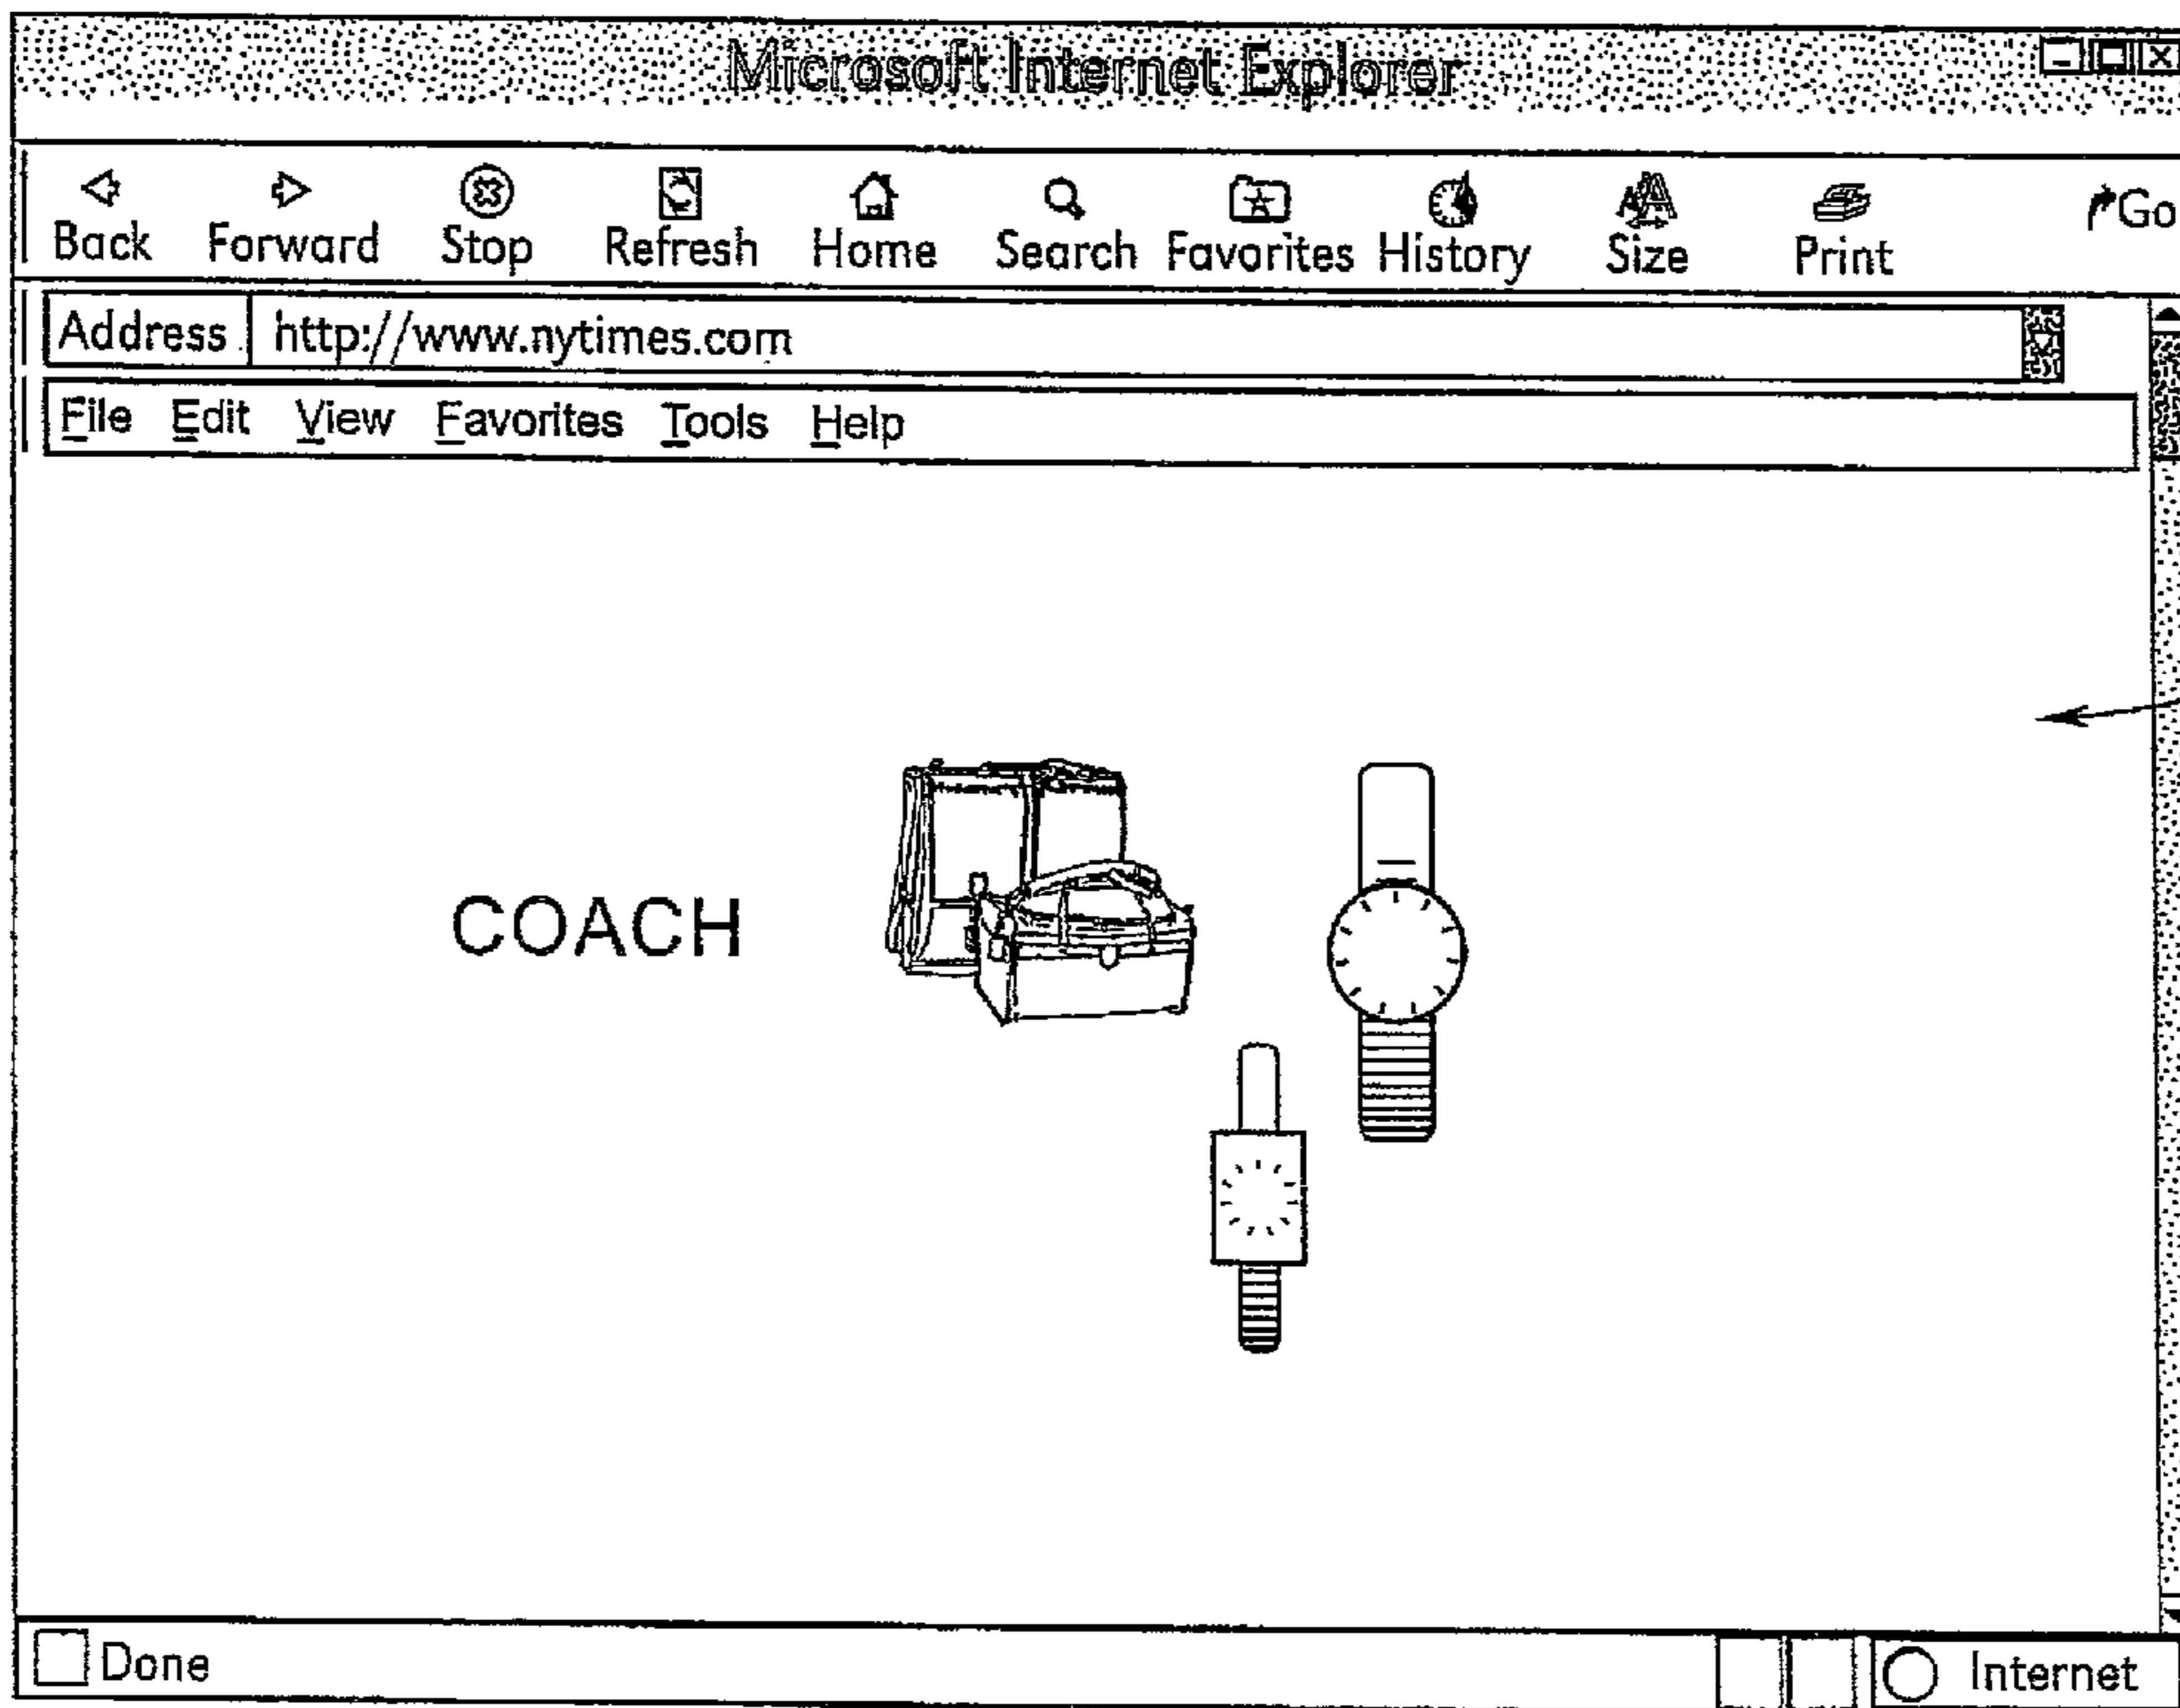 Microsoft Internet Explorer
Back Forward Stop Refresh Home Search Favorites History Size Print Go
Address http://www.nytimes.com
File Edit View Favorites Tools Help
COACH
Done Internet